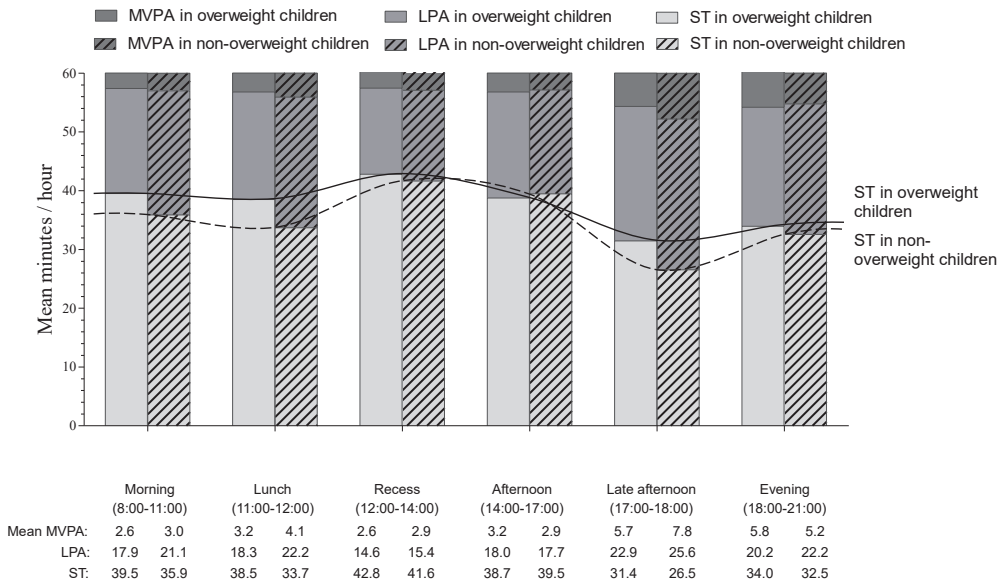 MVPA in overweight children LPA in overweight children ST in overweight children
MVPA in non-overweight children LPA in non-overweight children ST in non-overweight children
60
50
40
30
20
10
0
Mean minutes / hour
ST in overweight
children
ST in non-
overweight children
Morning Lunch Recess Afternoon Late afternoon Evening
(8:00-11:00) (11:00-12:00) (12:00-14:00) (14:00-17:00) (17:00-18:00) (18:00-21:00)
Mean MVPA: 2.6 3.0 3.2 4.1 2.6 2.9 3.2 2.9 5.7 7.8 5.8 5.2
LPA: 17.9 21.1 18.3 22.2 14.6 15.4 18.0 17.7 22.9 25.6 20.2 22.2
ST: 39.5 35.9 38.5 33.7 42.8 41.6 38.7 39.5 31.4 26.5 34.0 32.5